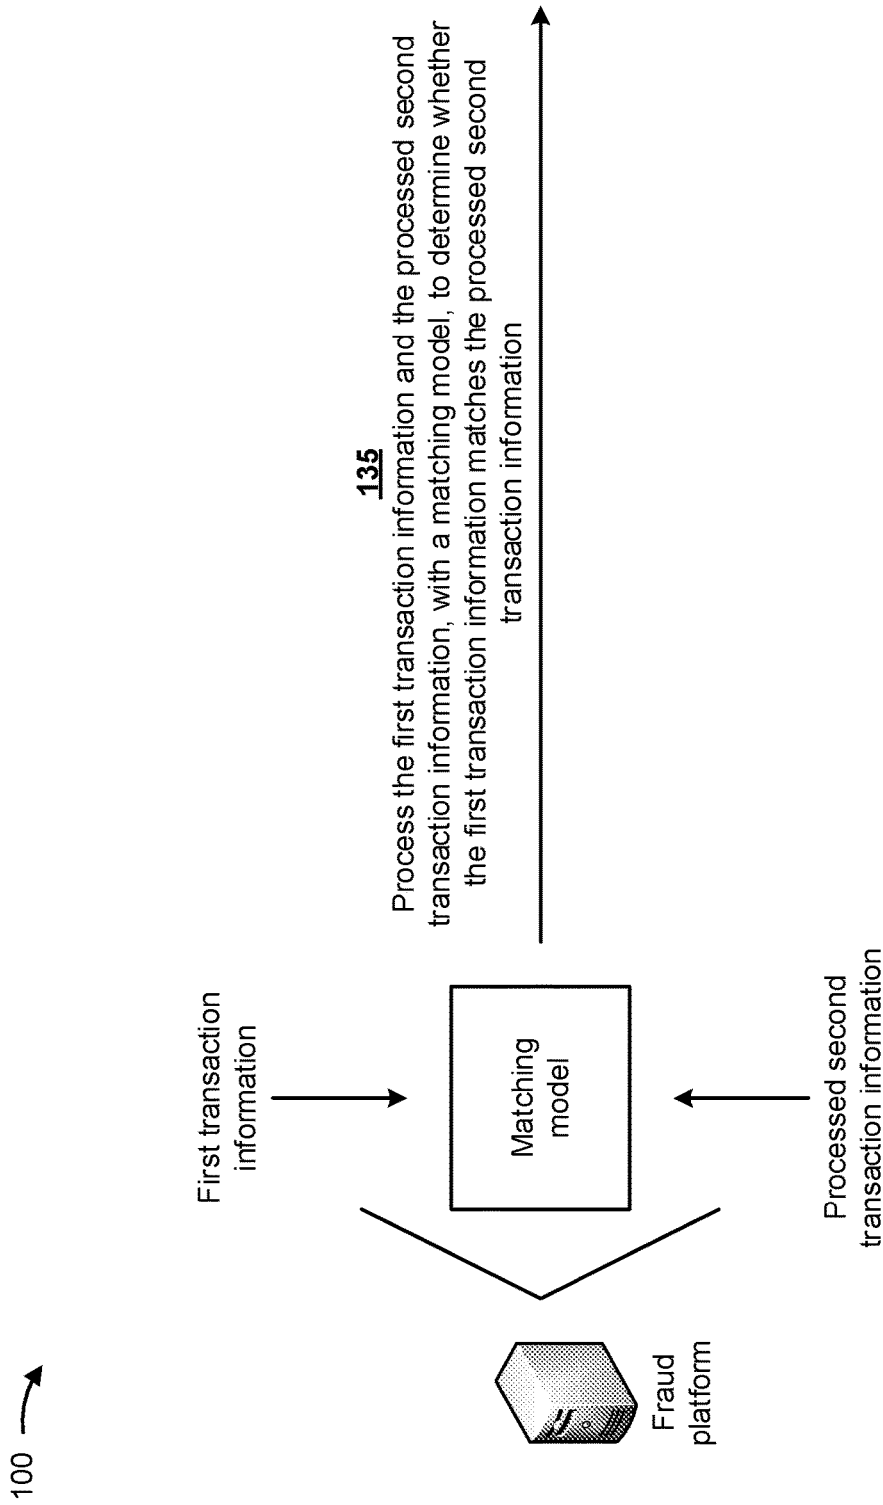 100
First transaction
information
135
Process the first transaction information and the processed second
transaction information, with a matching model, to determine whether
the first transaction information matches the processed second
transaction information
Matching
model
Fraud
platform
Processed second
transaction information